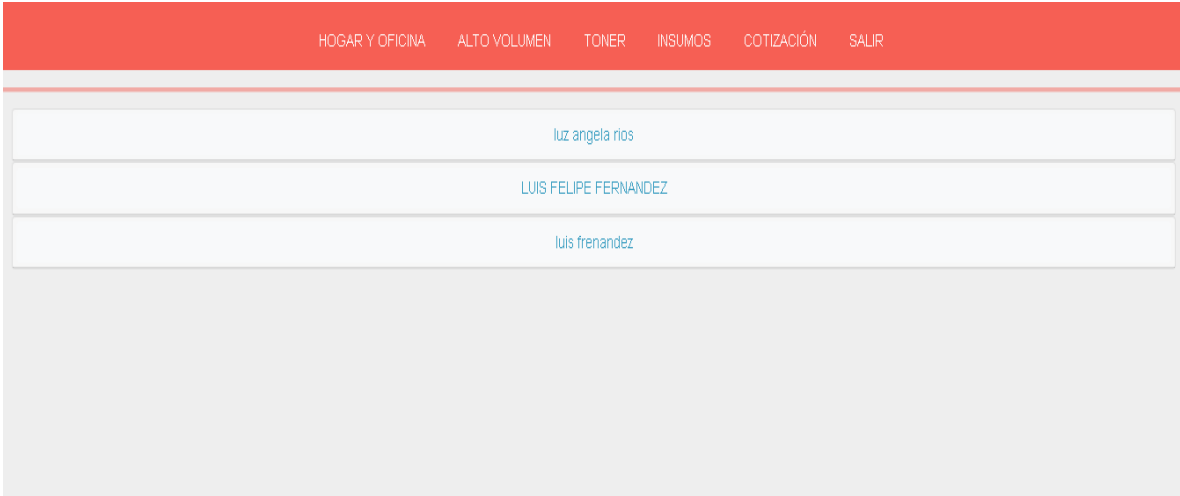 HOGAR Y OFICINA ALTO VOLUMEN TONER INSUMOS COTIZACIÓN SALIR
luz angela rios
LUIS FELIPE FERNANDEZ
luis frenandez